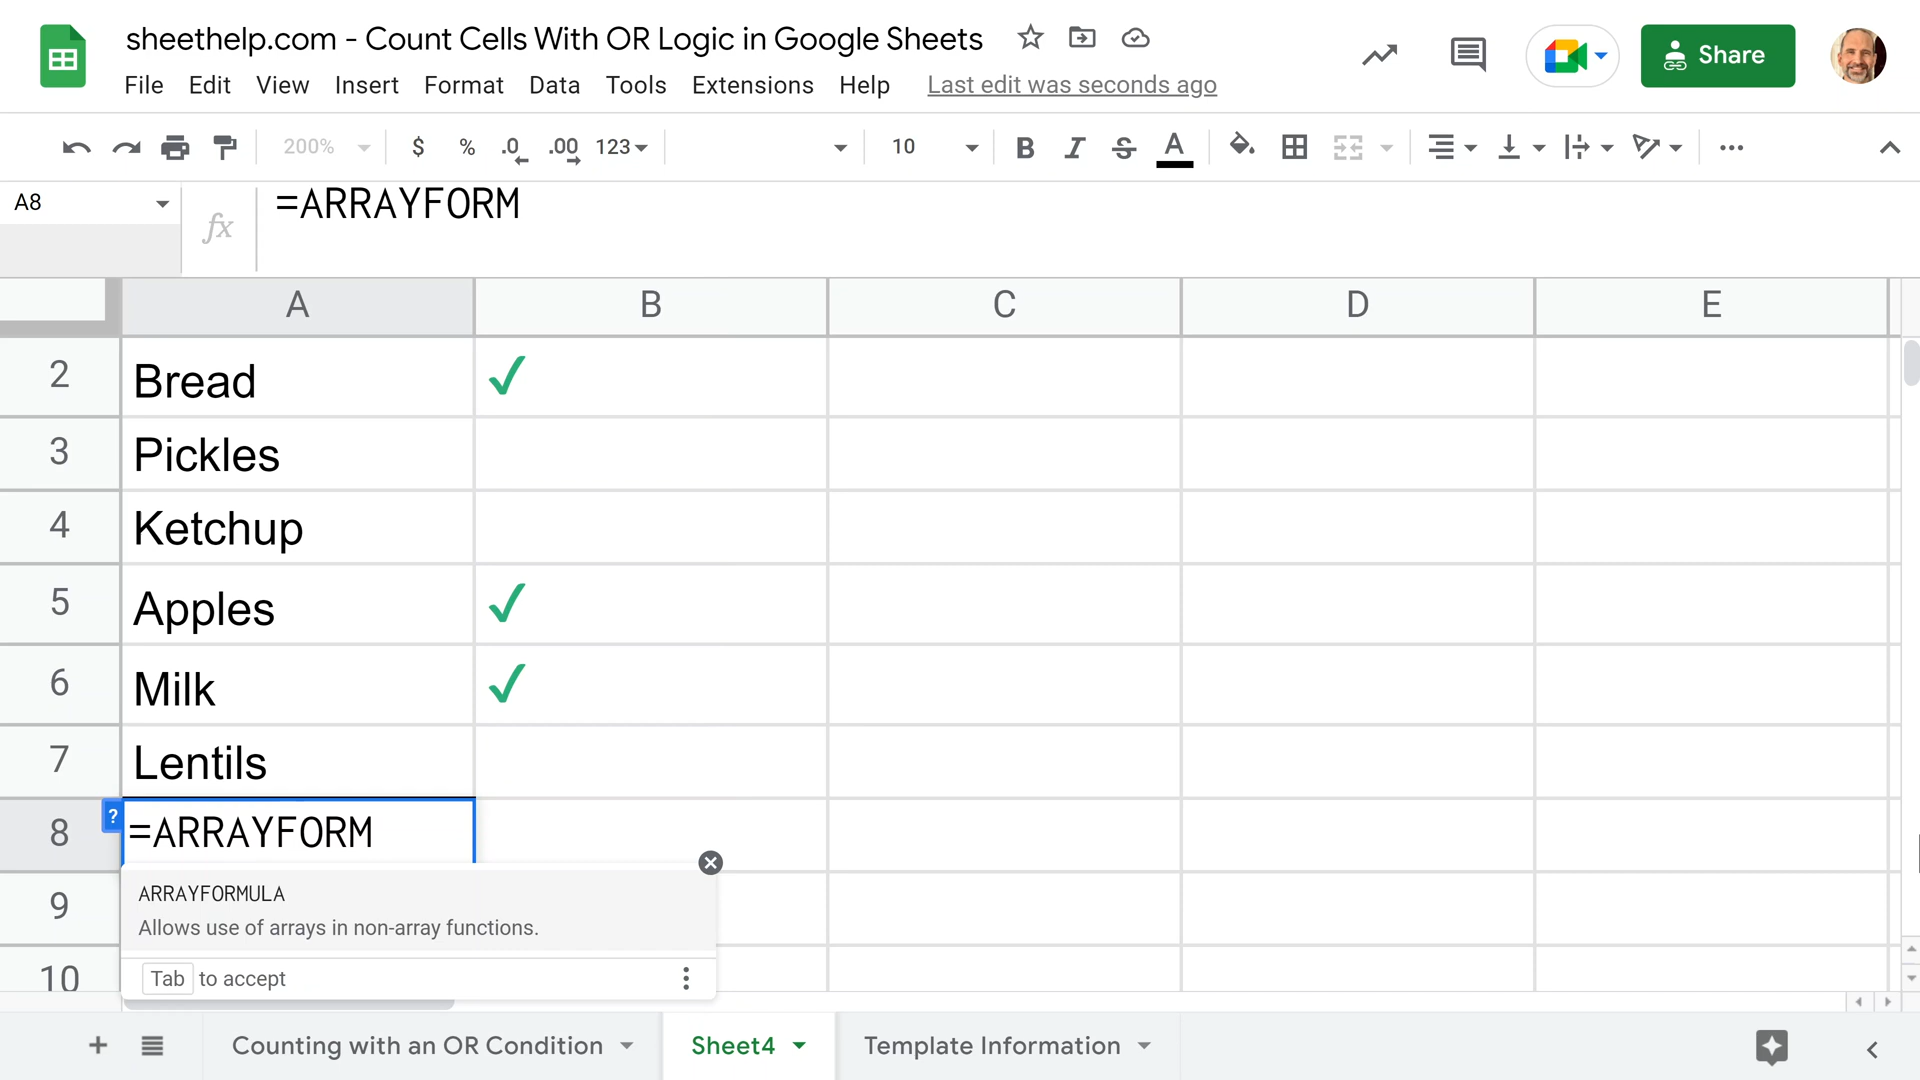 sheethelp.com - Count Cells With OR Logic in Google Sheets
File Edit View Insert Format Data Tools Extensions Help Last edit was seconds ago
Share
200% $ % .0 .00 123 10 B I S A
A8 fx =ARRAYFORM
A B C D E
2 Bread ✓
3 Pickles
4 Ketchup
5 Apples ✓
6 Milk ✓
7 Lentils
8 ? =ARRAYFORM
ARRAYFORMULA
9
Allows use of arrays in non-array functions.
10 Tab to accept
+ Counting with an OR Condition Sheet4 Template Information